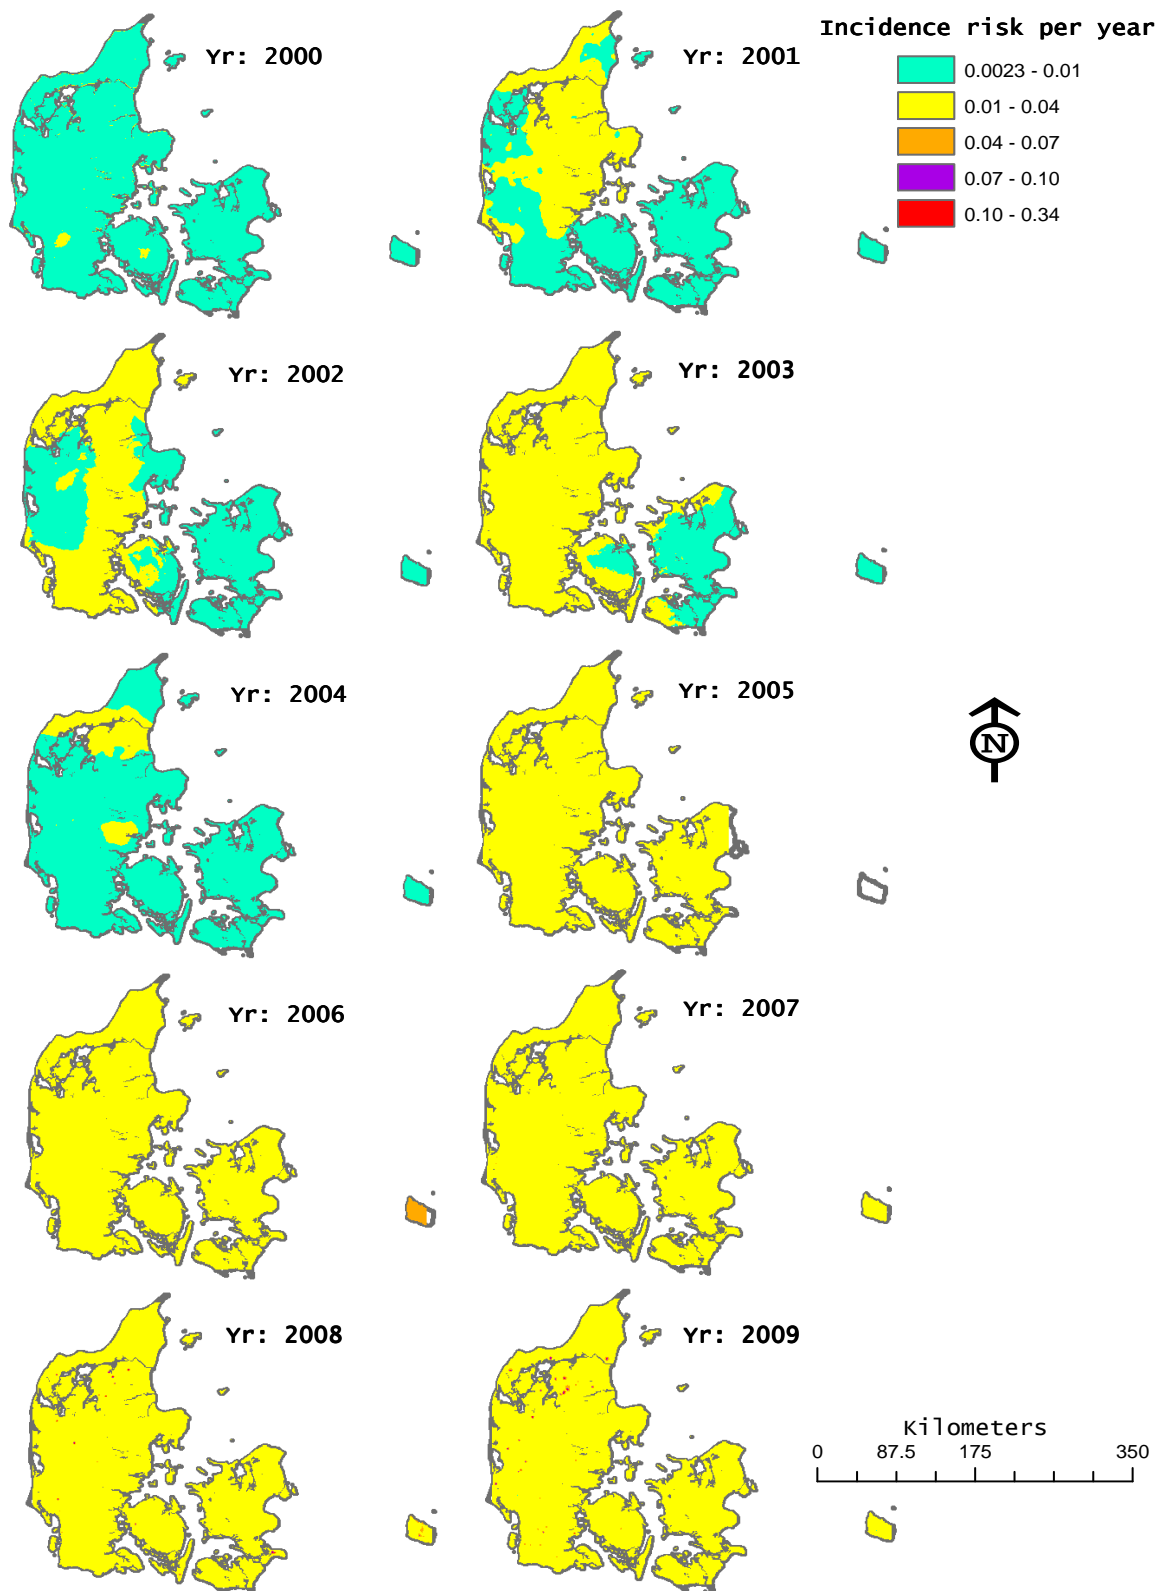 Incidence risk per year
Yr: 2000
Yr: 2001
0.0023 - 0.01
0.01 - 0.04
0.04 - 0.07
0.07 - 0.10
0.10 - 0.34
Yr: 2002
Yr: 2003
Yr: 2004
Yr: 2005
N
Yr: 2006
Yr: 2007
Yr: 2008
Yr: 2009
Kilometers
0 87.5 175 350